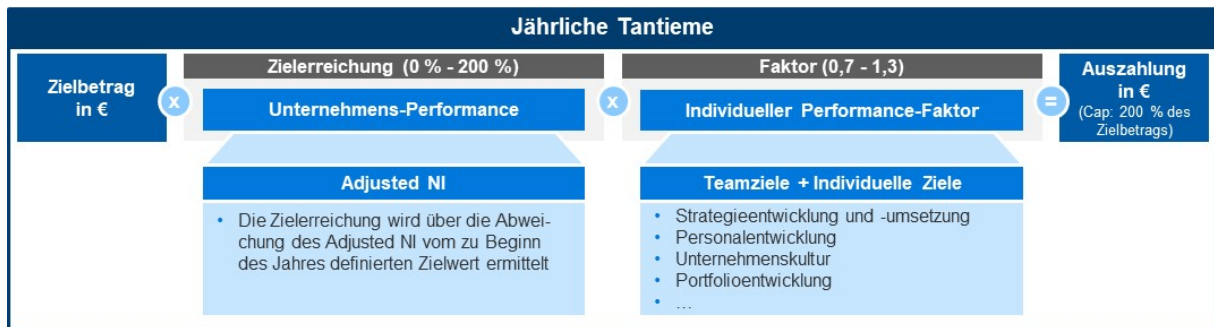 Jährliche Tantieme
Zielbetrag
in €
x
Zielerreichung (0 % - 200 %)
Unternehmens-Performance
x
Faktor (0,7 - 1,3)
Individueller Performance-Faktor
=
Auszahlung
in €
(Cap: 200 % des
Zielbetrags)
Adjusted NI
• Die Zielerreichung wird über die Abwei-
chung des Adjusted NI vom zu Beginn
des Jahres definierten Zielwert ermittelt
Teamziele + Individuelle Ziele
• Strategieentwicklung und -umsetzung
• Personalentwicklung
• Unternehmenskultur
• Portfolioentwicklung
• ...